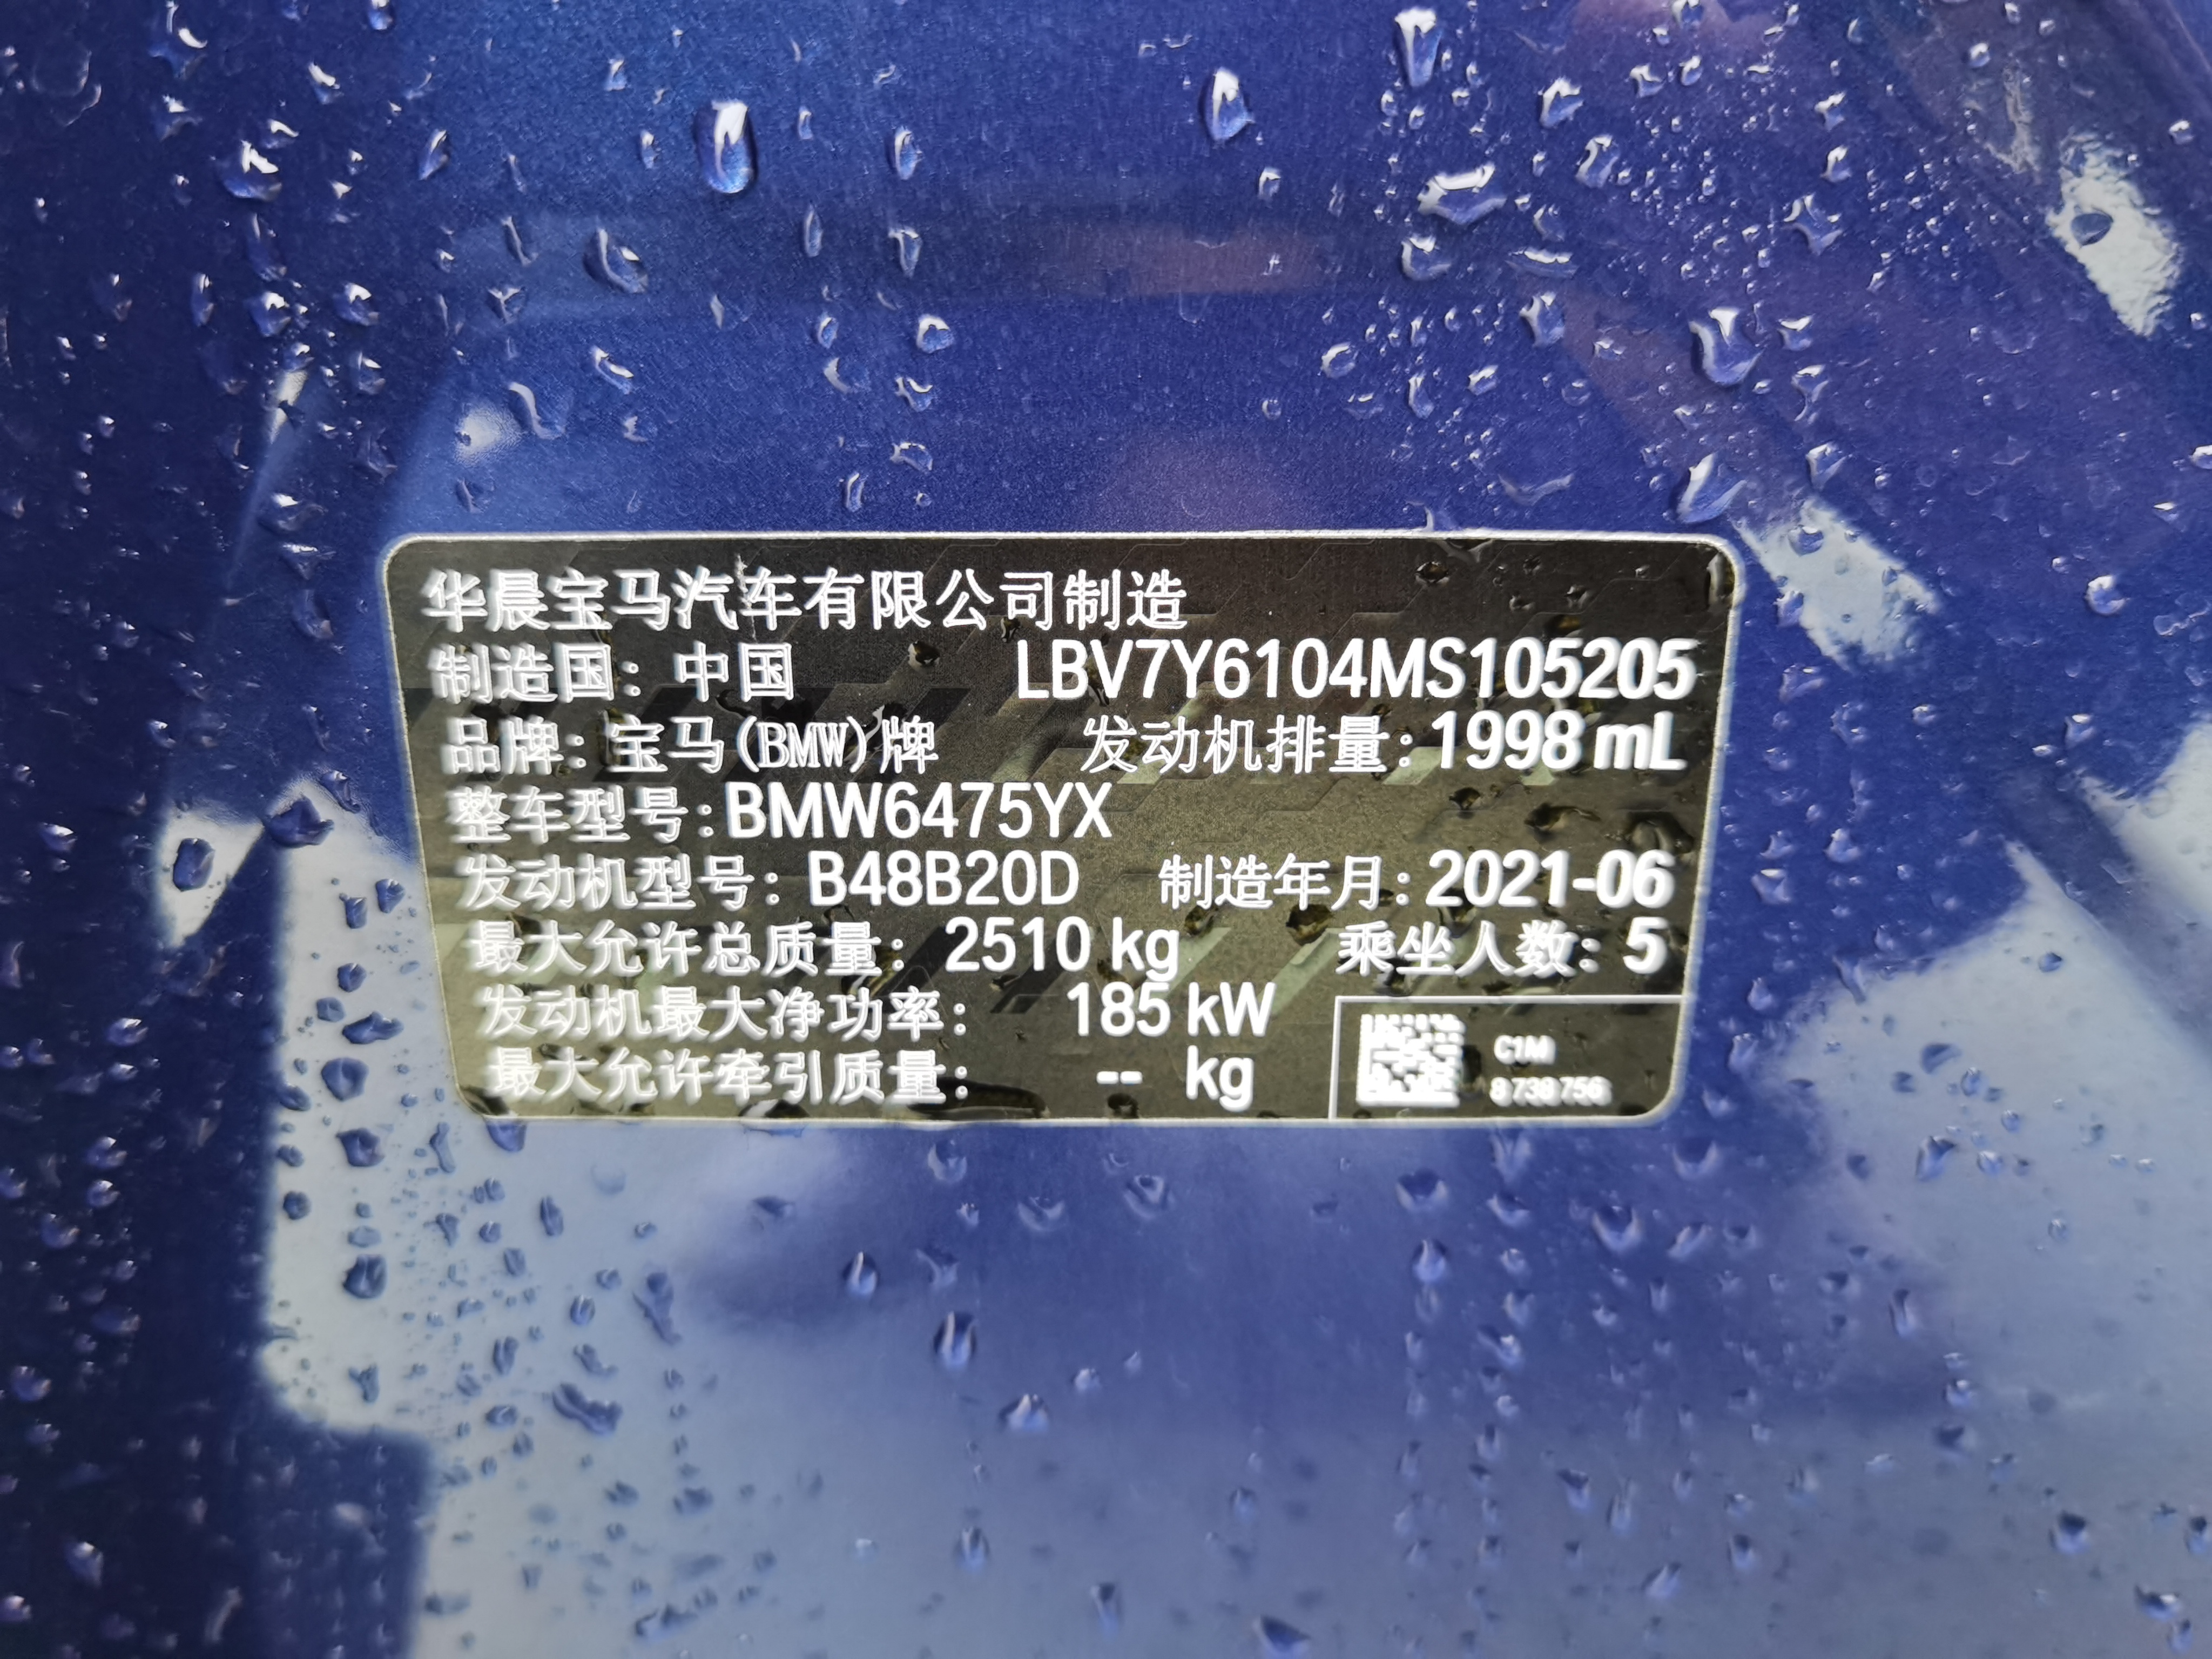 华晨宝马汽车有限公司制造
制造国：中国 LBV7Y6104MS105205
品牌：宝马(BMW)牌 发动机排量：1998 mL
整车型号：BMW6475YX
发动机型号：B48B20D 制造年月：2021-06
最大允许总质量：2510 kg 乘坐人数：5
发动机最大净功率：185 kW
最大允许牵引质量：-- kg
C1M
8738756